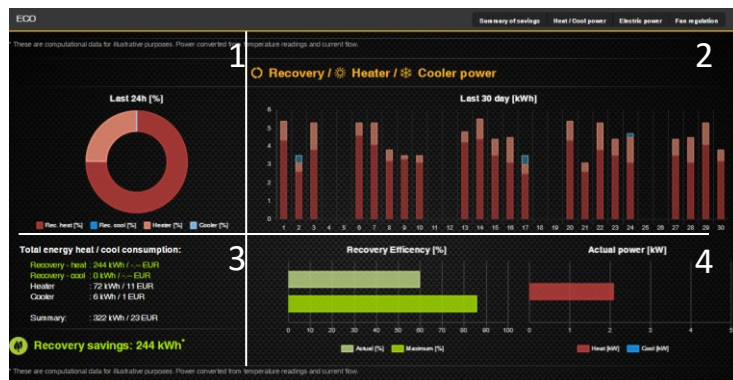 ECO
Summary of savings Heat / Cool power Electric power Fan regulation
* These are computational data for illustrative purposes. Power converted from temperature readings and current flow.
1
2
Recovery / Heater / Cooler power
Last 24h [%]
Rec. heat [%] Rec. cool [%] Heater [%] Cooler [%]
Last 30 day [kWh]
6
5
4
3
2
1
0
1 2 3 4 5 6 7 8 9 10 11 12 13 14 15 16 17 18 19 20 21 22 23 24 25 26 27 28 29 30
3
Total energy heat / cool consumption:
Recovery - heat : 244 kWh / -.-- EUR
Recovery - cool : 0 kWh / -.-- EUR
Heater : 72 kWh / 11 EUR
Cooler : 6 kWh / 1 EUR
Summary: : 322 kWh / 23 EUR
Recovery savings: 244 kWh*
4
Recovery Efficency [%]
0 10 20 30 40 50 60 70 80 90 100
Actual [%] Maximum [%]
Actual power [kW]
0 1 2 3 4 5
Heat [kW] Cool [kW]
* These are computational data for illustrative purposes. Power converted from temperature readings and current flow.